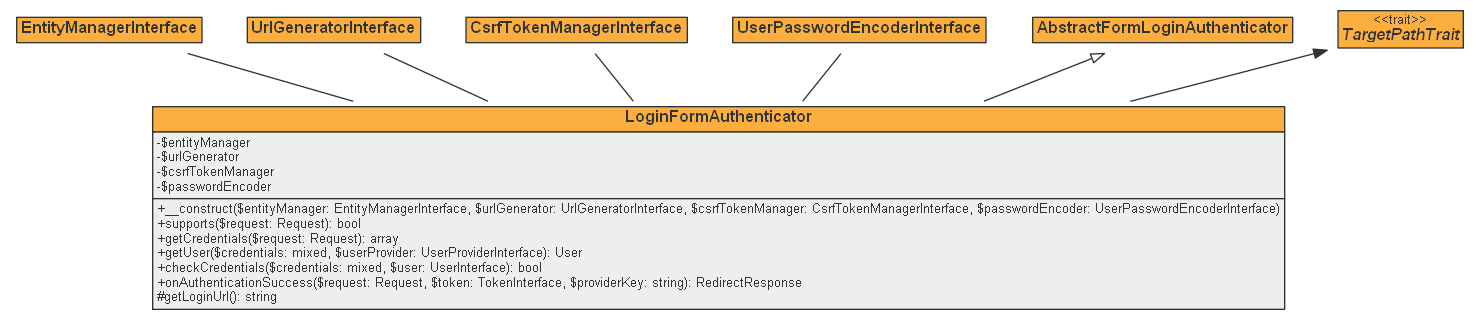 EntityManagerInterface
UrlGeneratorInterface
CsrfTokenManagerInterface
UserPasswordEncoderInterface
AbstractFormLoginAuthenticator
<<trait>>
TargetPathTrait
LoginFormAuthenticator
-$entityManager
-$urlGenerator
-$csrfTokenManager
-$passwordEncoder
+__construct($entityManager: EntityManagerInterface, $urlGenerator: UrlGeneratorInterface, $csrfTokenManager: CsrfTokenManagerInterface, $passwordEncoder: UserPasswordEncoderInterface)
+supports($request: Request): bool
+getCredentials($request: Request): array
+getUser($credentials: mixed, $userProvider: UserProviderInterface): User
+checkCredentials($credentials: mixed, $user: UserInterface): bool
+onAuthenticationSuccess($request: Request, $token: TokenInterface, $providerKey: string): RedirectResponse
#getLoginUrl(): string